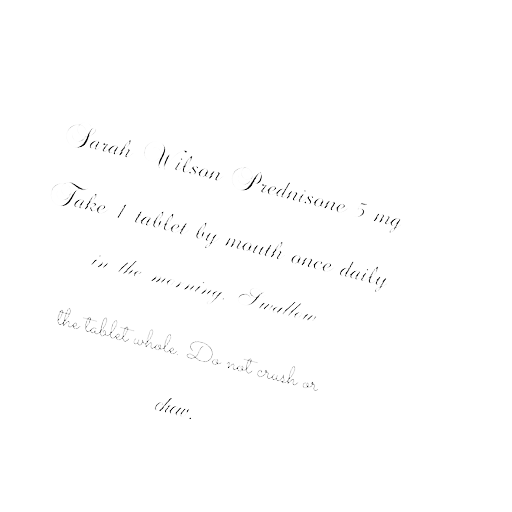 Sarah Wilson Prednisone 5 mg
Take 1 tablet by mouth once daily
in the morning. Swallow
the tablet whole. Do not crush or
chew.